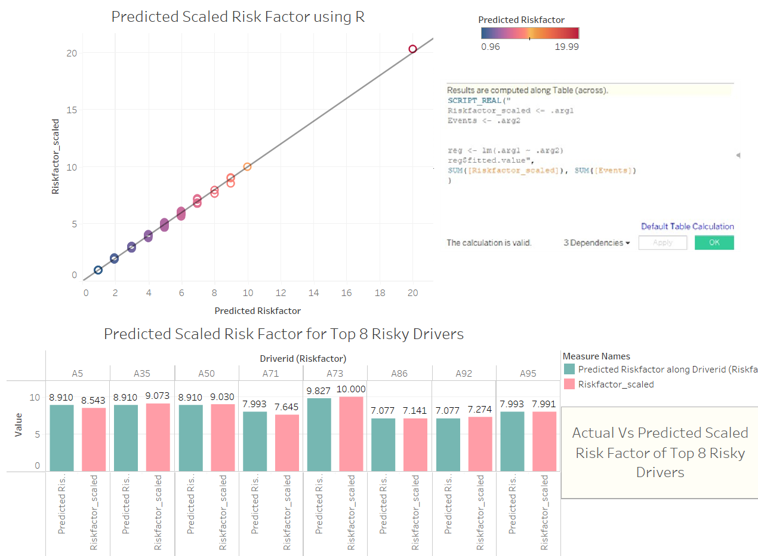 Predicted Scaled Risk Factor using R
Predicted Riskfactor
0.96 19.99
Riskfactor_scaled
20
15
10
5
0
0 2 4 6 8 10 12 14 16 18 20
Predicted Riskfactor
Results are computed along Table (across).
SCRIPT_REAL("
Riskfactor_scaled <- .arg1
Events <- .arg2
reg <- lm(.arg1 ~ .arg2)
reg$fitted.value",
SUM([Riskfactor_scaled]), SUM([Events])
)
Default Table Calculation
The calculation is valid. 3 Dependencies Apply OK
Predicted Scaled Risk Factor for Top 8 Risky Drivers
Driverid (Riskfactor)
A5 A35 A50 A71 A73 A86 A92 A95
Value
10
5
0
8.910 8.543 8.910 9.073 8.910 9.030 7.993 7.645 9.827 10.000 7.077 7.141 7.077 7.274 7.993 7.991
Predicted Ris.. Riskfactor_scaled Predicted Ris.. Riskfactor_scaled Predicted Ris.. Riskfactor_scaled Predicted Ris.. Riskfactor_scaled Predicted Ris.. Riskfactor_scaled Predicted Ris.. Riskfactor_scaled Predicted Ris.. Riskfactor_scaled Predicted Ris.. Riskfactor_scaled
Measure Names
Predicted Riskfactor along Driverid (Riskfa
Riskfactor_scaled
Actual Vs Predicted Scaled
Risk Factor of Top 8 Risky
Drivers